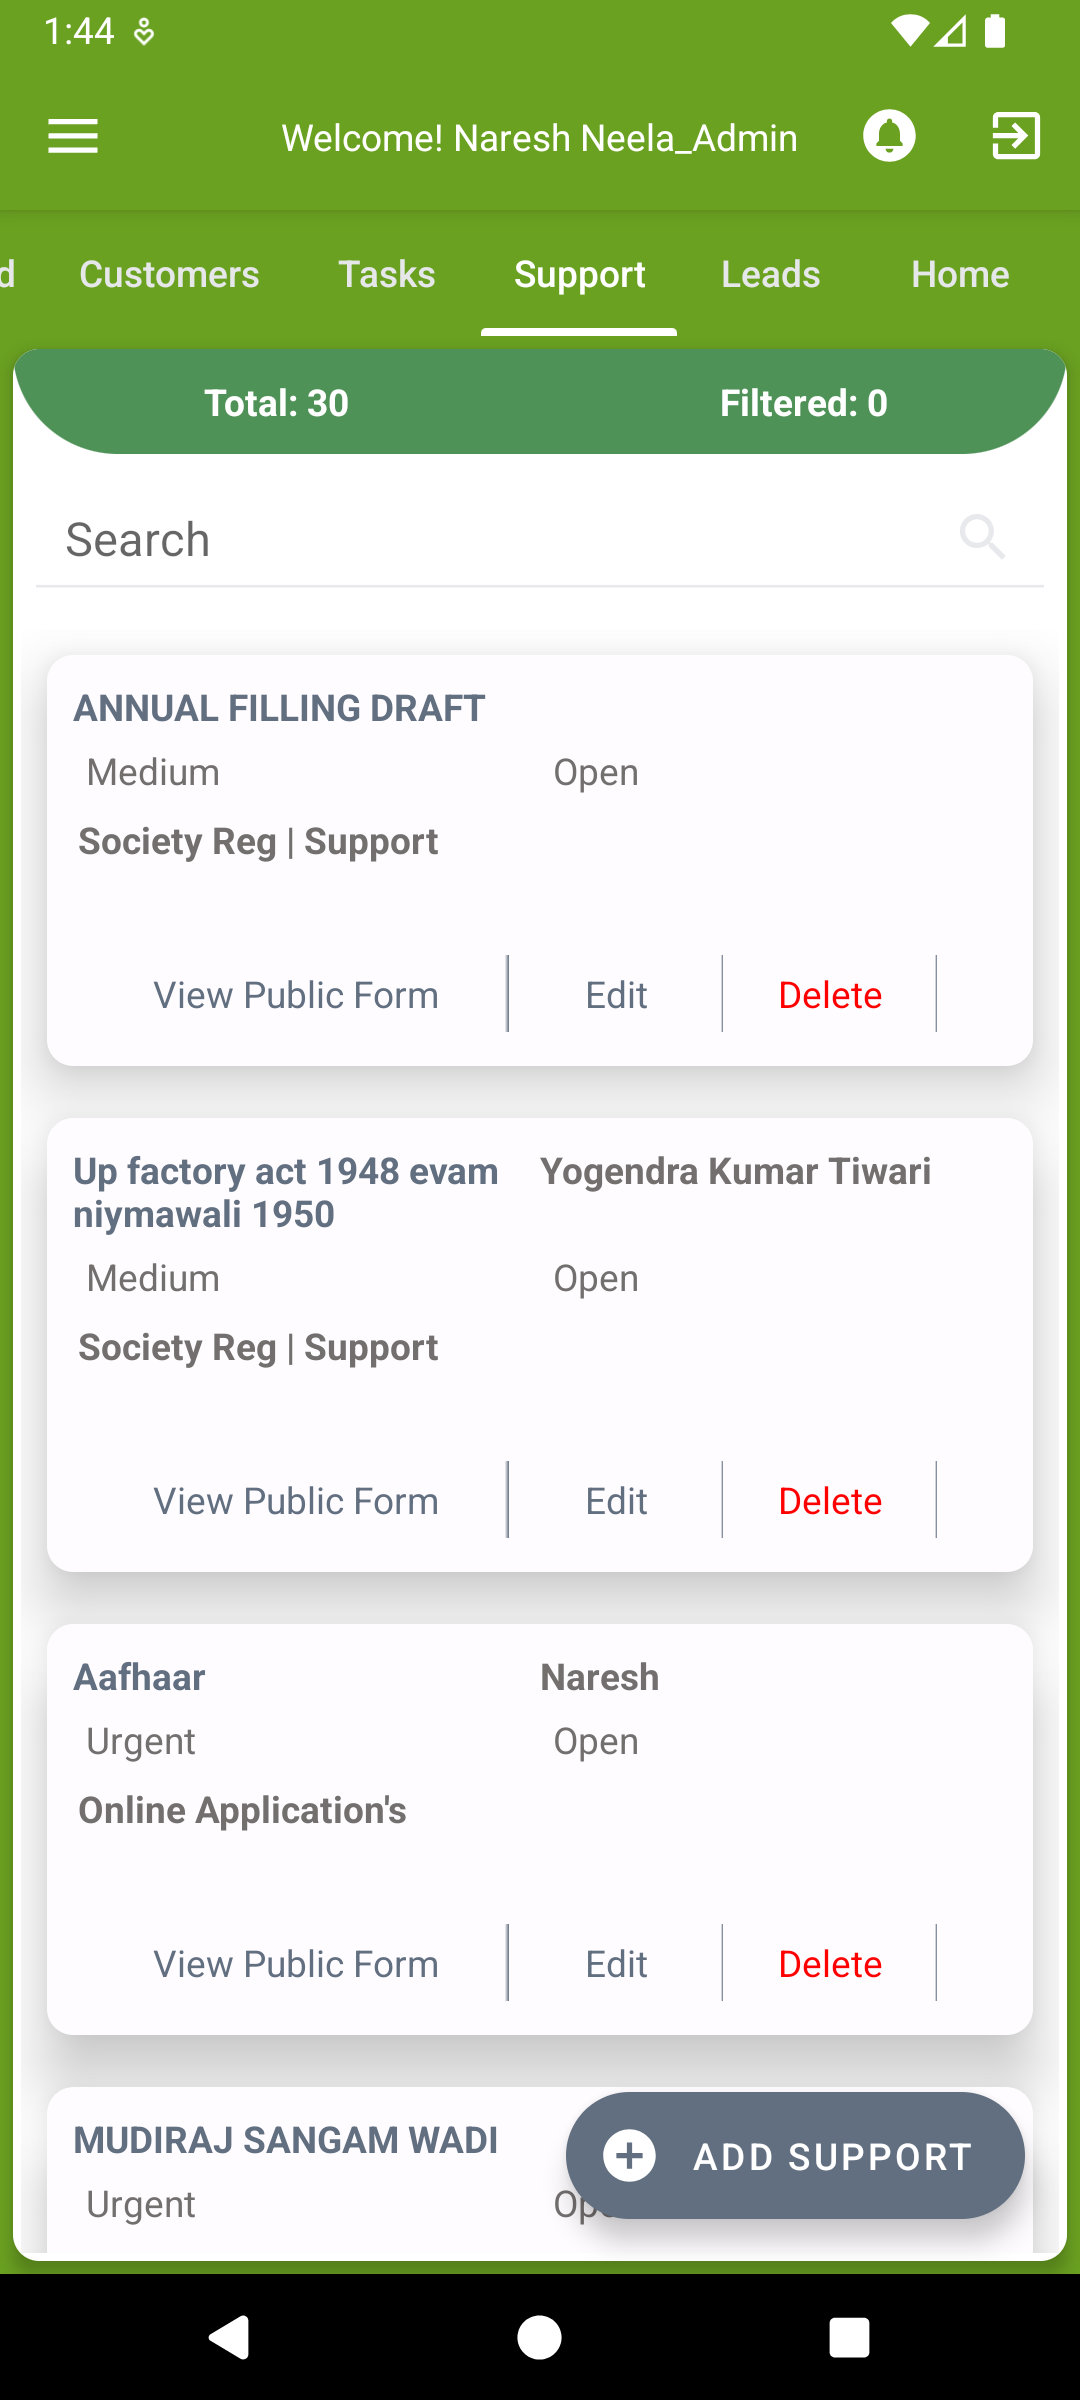 1:44
Welcome! Naresh Neela_Admin
d Customers Tasks Support Leads Home
Total: 30 Filtered: 0
Search
ANNUAL FILLING DRAFT
Medium Open
Society Reg | Support
View Public Form Edit Delete
Up factory act 1948 evam niymawali 1950 Yogendra Kumar Tiwari
Medium Open
Society Reg | Support
View Public Form Edit Delete
Aafhaar Naresh
Urgent Open
Online Application's
View Public Form Edit Delete
MUDIRAJ SANGAM WADI
ADD SUPPORT
Urgent Op